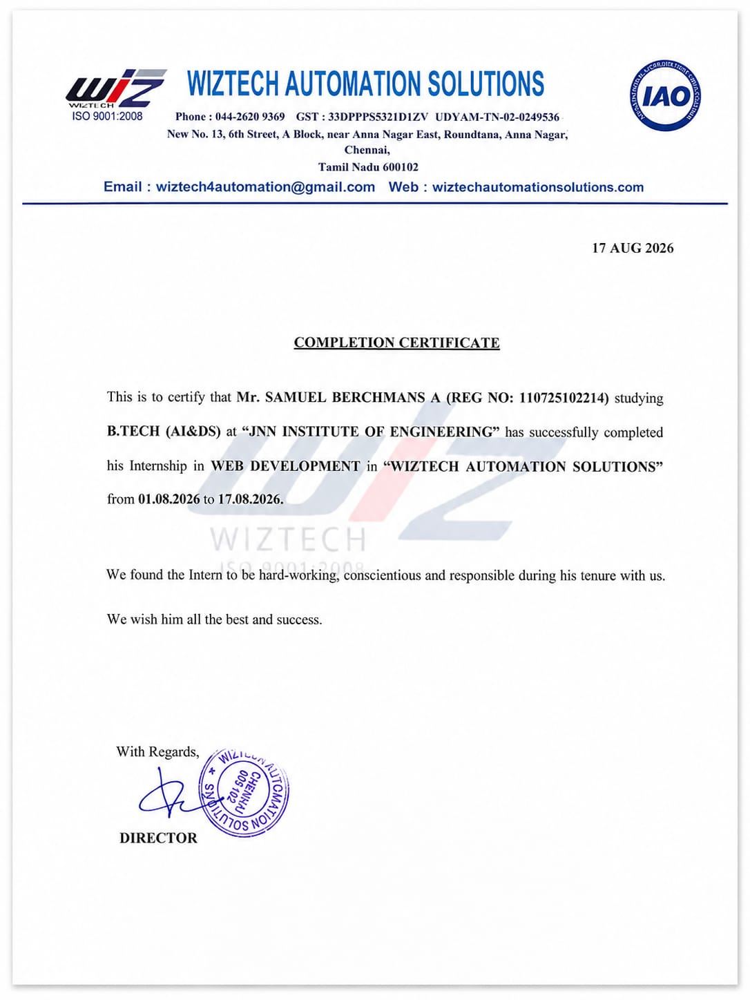 WIZ
WIZTECH
ISO 9001:2008
WIZTECH AUTOMATION SOLUTIONS
Phone : 044-2620 9369 GST : 33DPPPS5321D1ZV UDYAM-TN-02-0249536
New No. 13, 6th Street, A Block, near Anna Nagar East, Roundtana, Anna Nagar,
Chennai,
Tamil Nadu 600102
Email : wiztech4automation@gmail.com Web : wiztechautomationsolutions.com
IAO
17 AUG 2026
COMPLETION CERTIFICATE
This is to certify that Mr. SAMUEL BERCHMANS A (REG NO: 110725102214) studying
B.TECH (AI&DS) at “JNN INSTITUTE OF ENGINEERING” has successfully completed
his Internship in WEB DEVELOPMENT in “WIZTECH AUTOMATION SOLUTIONS”
from 01.08.2026 to 17.08.2026.
WIZ
WIZTECH
ISO 9001:2008
We found the Intern to be hard-working, conscientious and responsible during his tenure with us.
We wish him all the best and success.
With Regards,
AUTOMATION SOLUTIONS
DIRECTOR